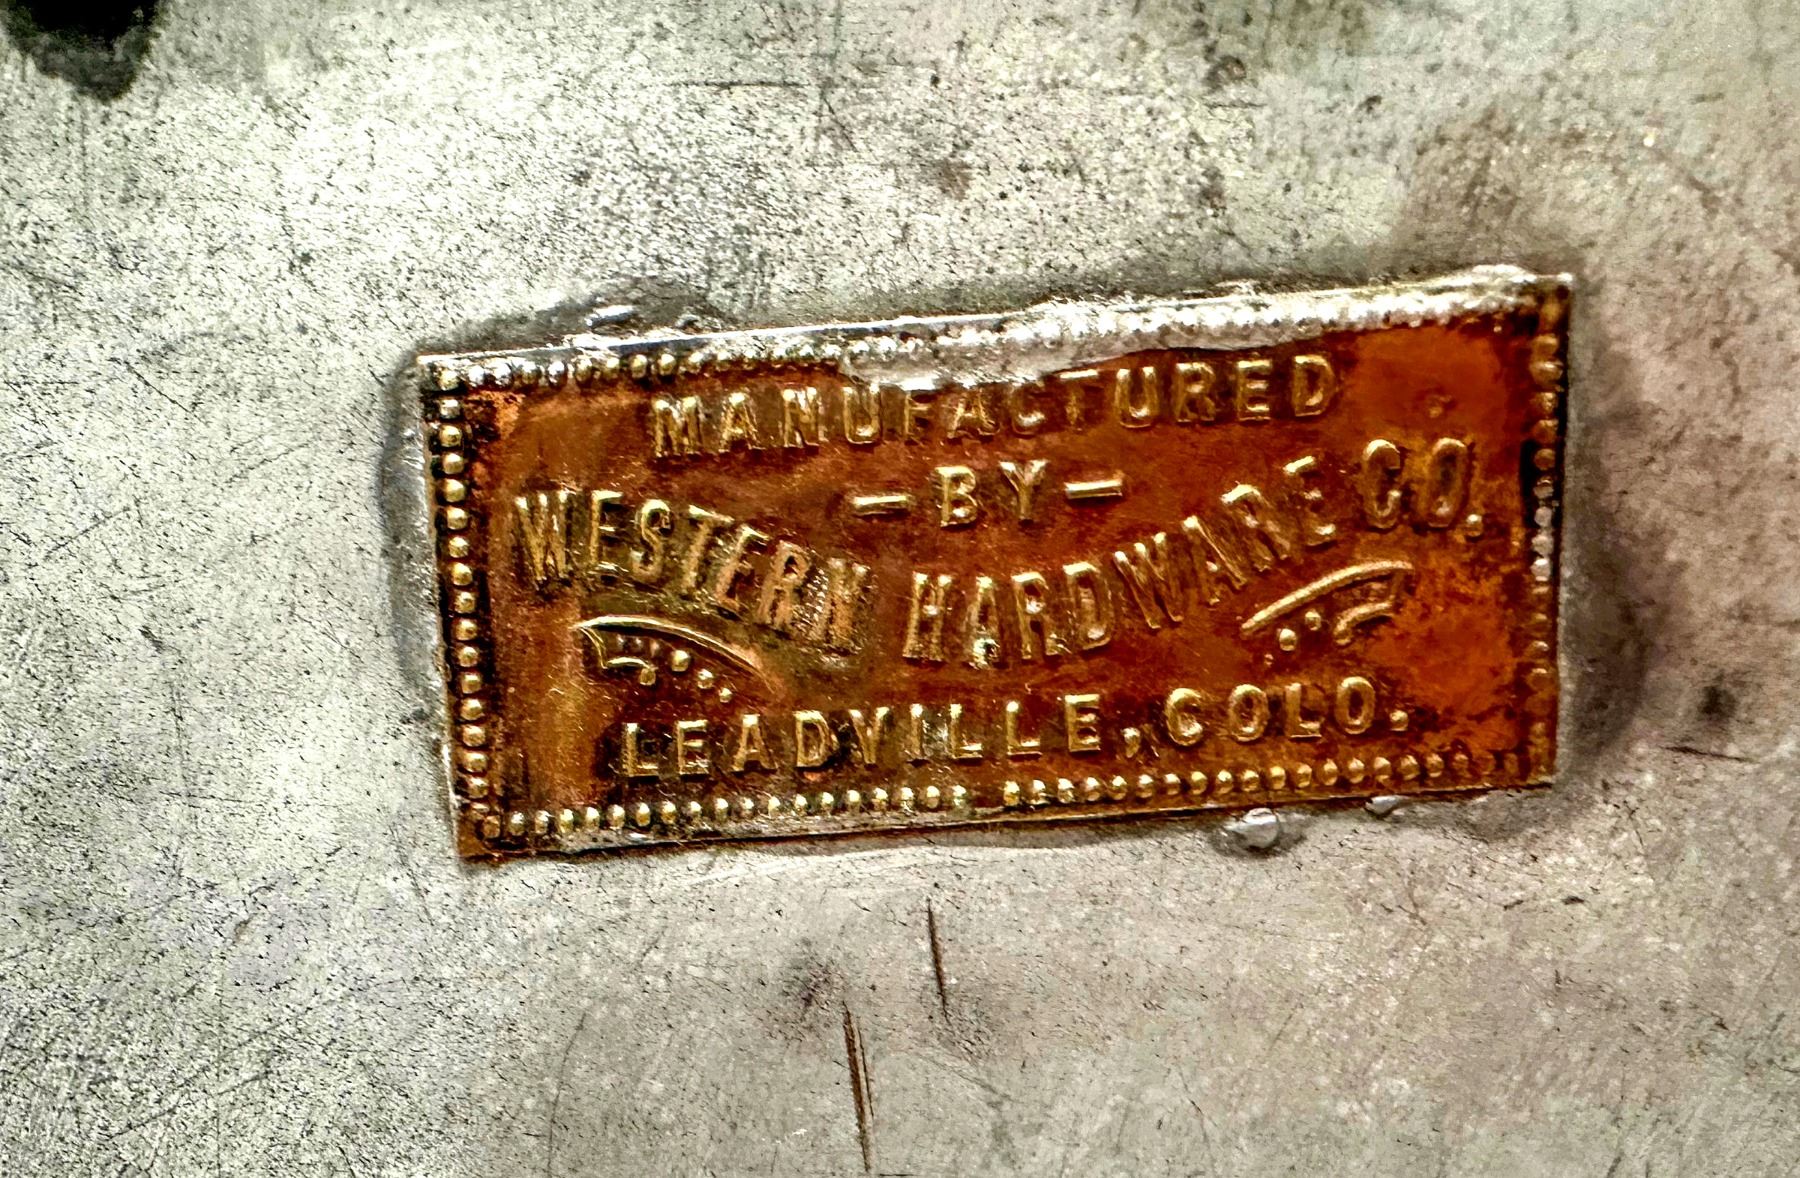 MANUFACTURED
-BY-
WESTERN HARDWARE CO.
LEADVILLE, COLO.